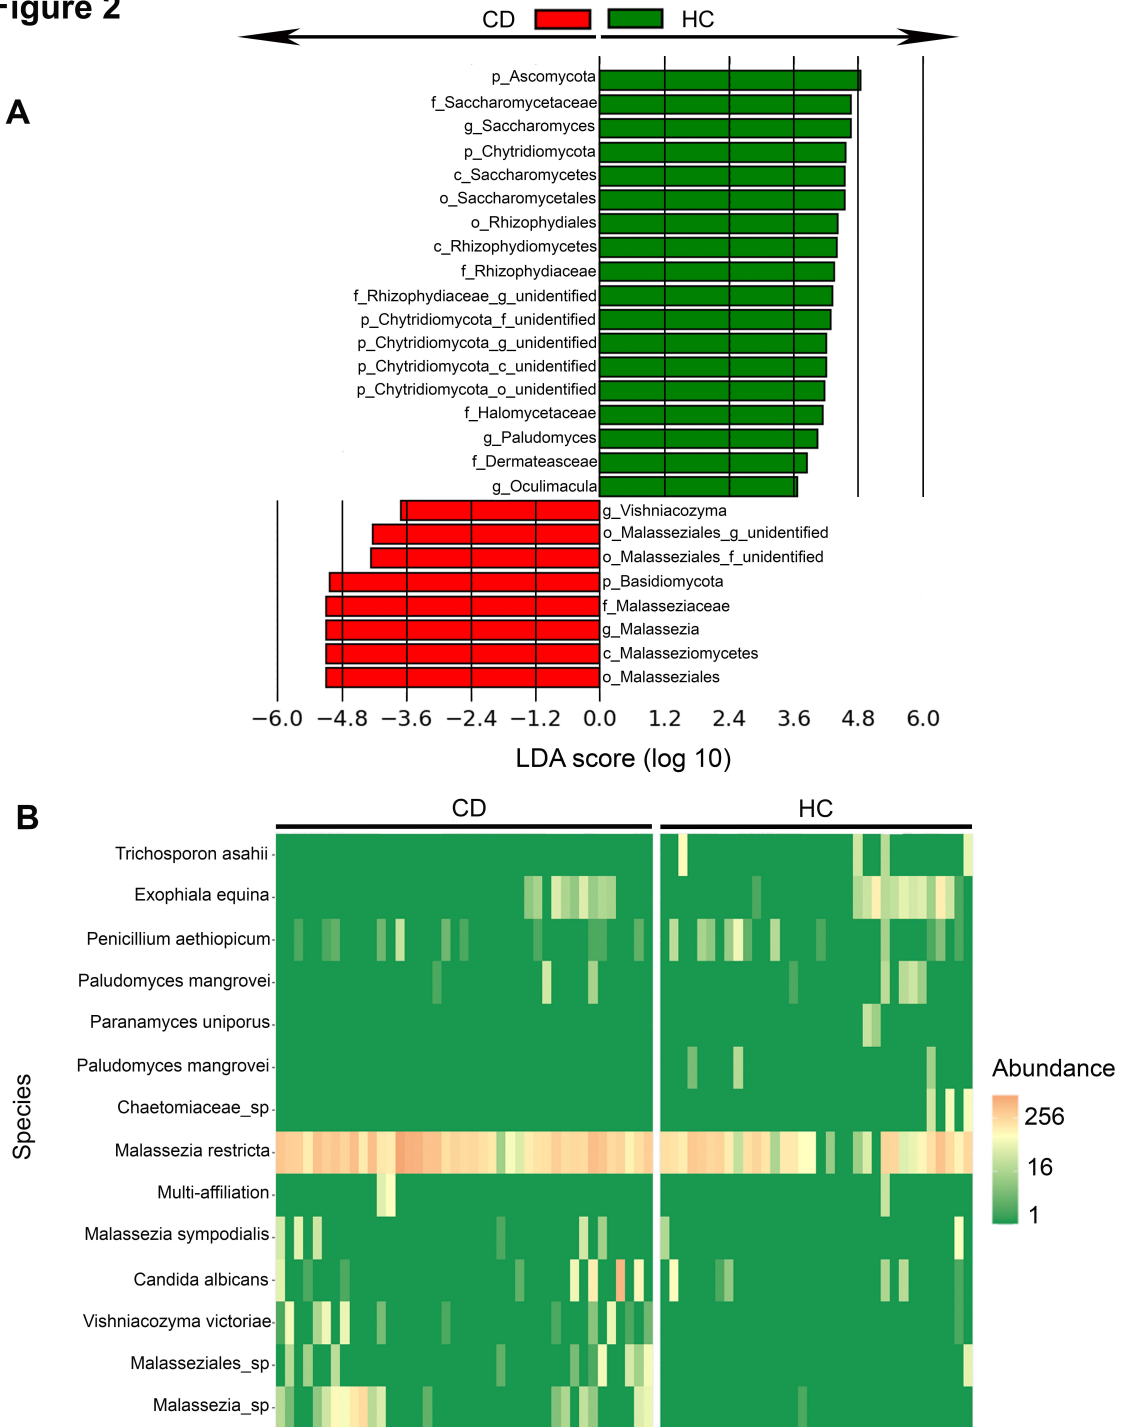 Figure 2
CD HC
A
p_Ascomycota
f_Saccharomycetaceae
g_Saccharomyces
p_Chytridiomycota
c_Saccharomycetes
o_Saccharomycetales
o_Rhizophydiales
c_Rhizophydiomycetes
f_Rhizophydiaceae
f_Rhizophydiaceae_g_unidentified
p_Chytridiomycota_f_unidentified
p_Chytridiomycota_g_unidentified
p_Chytridiomycota_c_unidentified
p_Chytridiomycota_o_unidentified
f_Halomycetaceae
g_Paludomyces
f_Dermateasceae
g_Oculimacula
g_Vishniacozyma
o_Malasseziales_g_unidentified
o_Malasseziales_f_unidentified
p_Basidiomycota
f_Malasseziaceae
g_Malassezia
c_Malasseziomycetes
o_Malasseziales
−6.0 −4.8 −3.6 −2.4 −1.2 0.0 1.2 2.4 3.6 4.8 6.0
LDA score (log 10)
B
CD HC
Species
Trichosporon asahii
Exophiala equina
Penicillium aethiopicum
Paludomyces mangrovei
Paranamyces uniporus
Paludomyces mangrovei
Chaetomiaceae_sp
Malassezia restricta
Multi-affiliation
Malassezia sympodialis
Candida albicans
Vishniacozyma victoriae
Malasseziales_sp
Malassezia_sp
Abundance
256
16
1